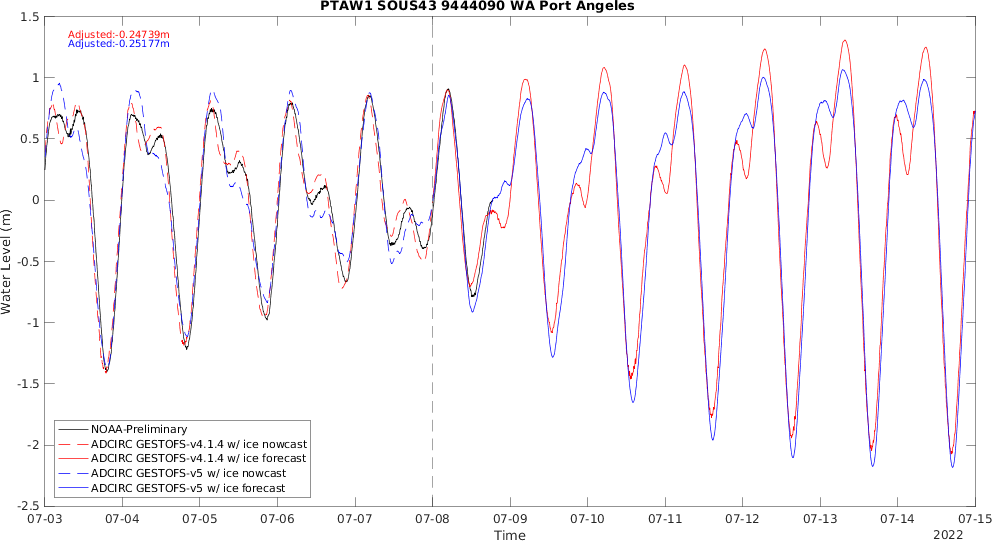 PTAW1 SOUS43 9444090 WA Port Angeles
Adjusted:-0.24739m
Adjusted:-0.25177m
1.5
1
0.5
0
-0.5
-1
-1.5
-2
-2.5
Water Level (m)
NOAA-Preliminary
ADCIRC GESTOFS-v4.1.4 w/ ice nowcast
ADCIRC GESTOFS-v4.1.4 w/ ice forecast
ADCIRC GESTOFS-v5 w/ ice nowcast
ADCIRC GESTOFS-v5 w/ ice forecast
07-03 07-04 07-05 07-06 07-07 07-08 07-09 07-10 07-11 07-12 07-13 07-14 07-15
Time
2022